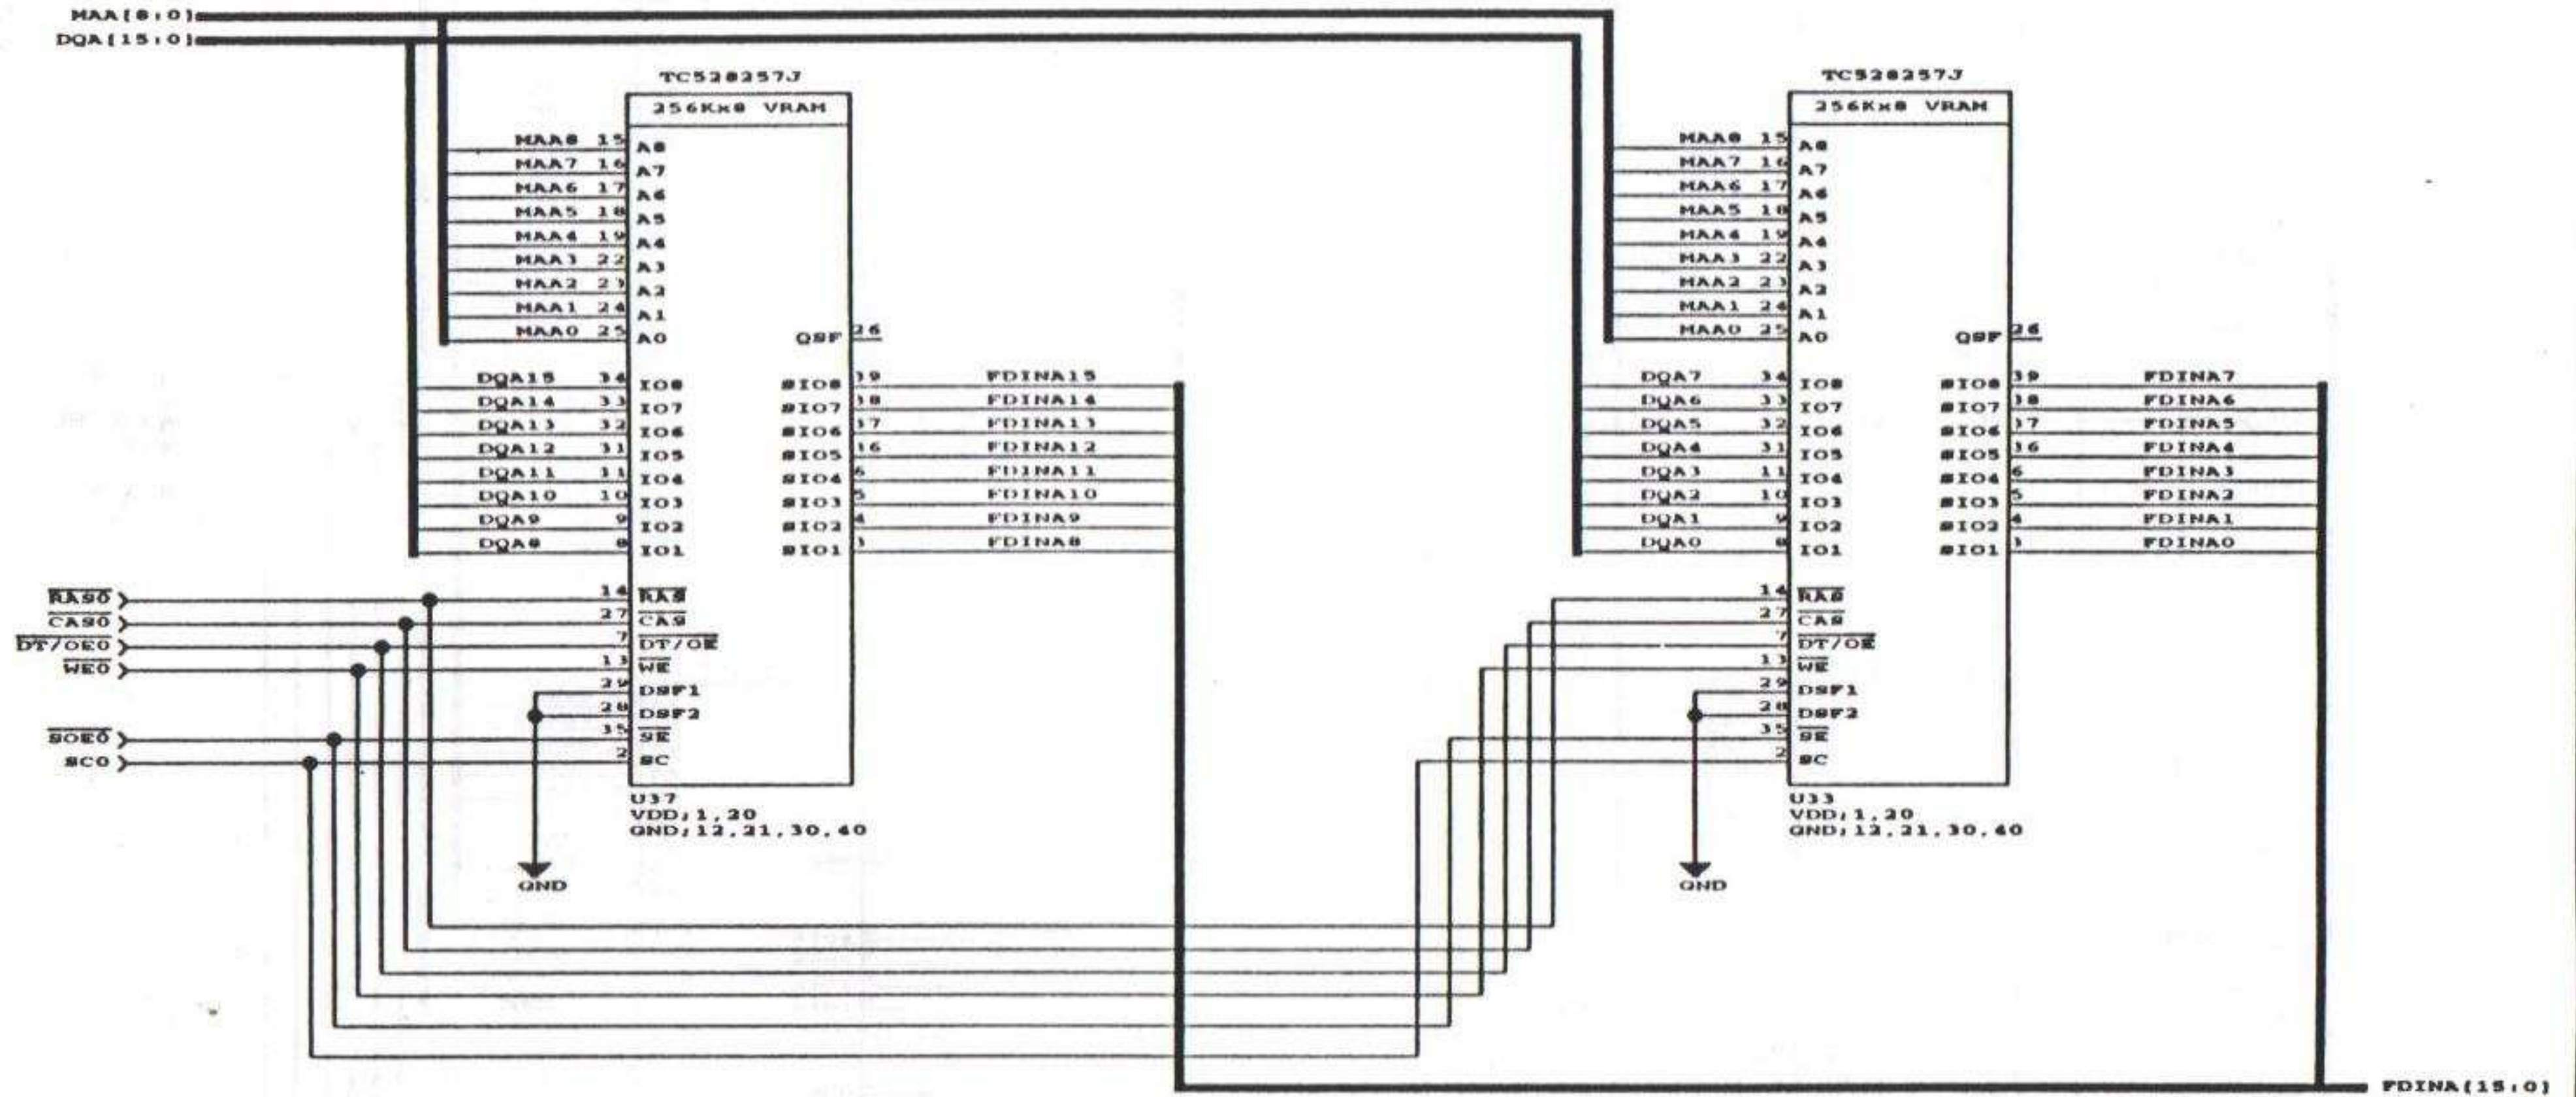 MAA[8:0]
DQA[15:0]
TC528257J
256Kx8 VRAM
MAA8 15 A8
MAA7 16 A7
MAA6 17 A6
MAA5 18 A5
MAA4 19 A4
MAA3 22 A3
MAA2 23 A2
MAA1 24 A1
MAA0 25 A0
QSF 26
DQA15 34 IO8 SIO8 39 FDINA15
DQA14 33 IO7 SIO7 38 FDINA14
DQA13 32 IO6 SIO6 37 FDINA13
DQA12 31 IO5 SIO5 36 FDINA12
DQA11 11 IO4 SIO4 6 FDINA11
DQA10 10 IO3 SIO3 5 FDINA10
DQA9 9 IO2 SIO2 4 FDINA9
DQA8 8 IO1 SIO1 3 FDINA8
RAS0 14 RAS
CAS0 27 CAS
DT/OE0 7 DT/OE
WE0 13 WE
29 DSF1
28 DSF2
SOE0 35 SE
SC0 2 SC
U37
VDD;1,20
GND;12,21,30,40
GND
TC528257J
256Kx8 VRAM
MAA8 15 A8
MAA7 16 A7
MAA6 17 A6
MAA5 18 A5
MAA4 19 A4
MAA3 22 A3
MAA2 23 A2
MAA1 24 A1
MAA0 25 A0
QSF 26
DQA7 34 IO8 SIO8 39 FDINA7
DQA6 33 IO7 SIO7 38 FDINA6
DQA5 32 IO6 SIO6 37 FDINA5
DQA4 31 IO5 SIO5 36 FDINA4
DQA3 11 IO4 SIO4 6 FDINA3
DQA2 10 IO3 SIO3 5 FDINA2
DQA1 9 IO2 SIO2 4 FDINA1
DQA0 8 IO1 SIO1 3 FDINA0
14 RAS
27 CAS
7 DT/OE
13 WE
29 DSF1
28 DSF2
35 SE
2 SC
U33
VDD;1,20
GND;12,21,30,40
GND
FDINA[15:0]